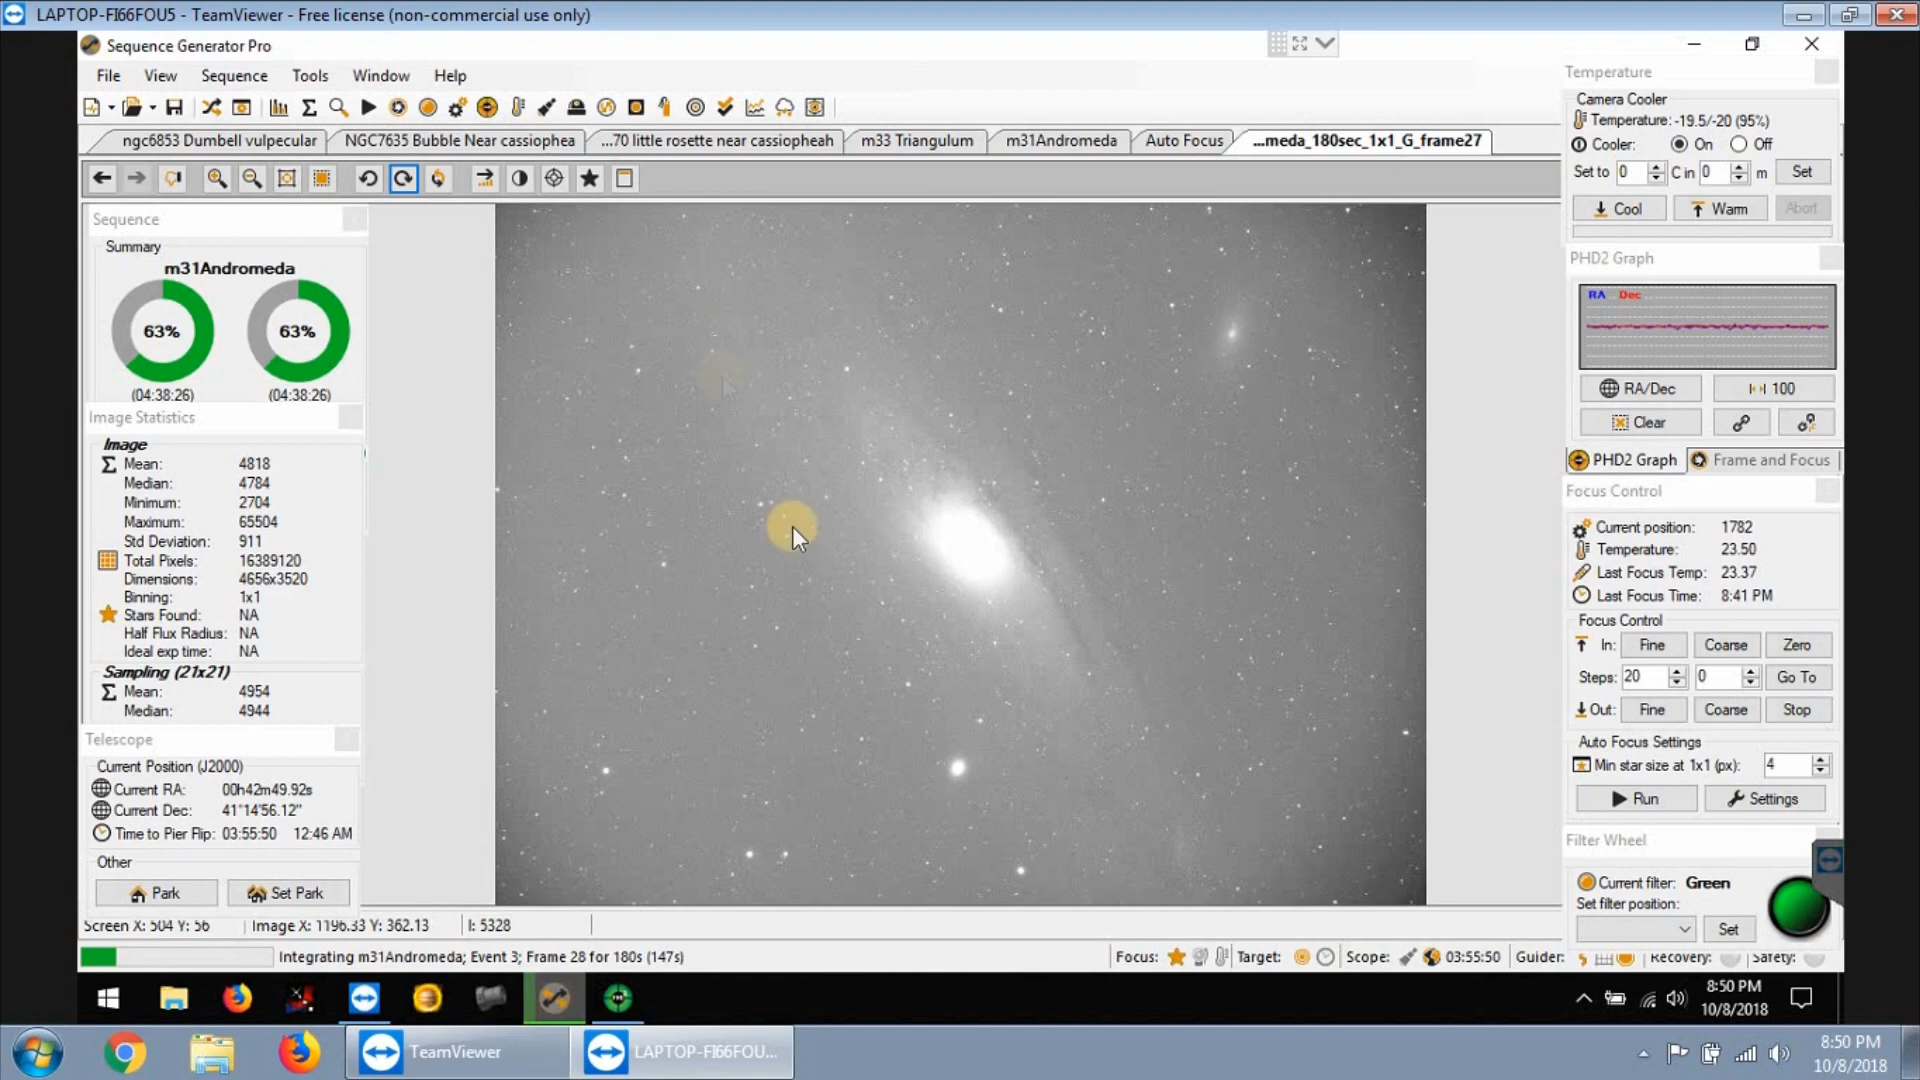 LAPTOP-FI66FOU5 - TeamViewer - Free license (non-commercial use only)
Sequence Generator Pro
File View Sequence Tools Window Help
ngc6853 Dumbell vulpecular NGC7635 Bubble Near cassiophea ...70 little rosette near cassiopheah m33 Triangulum m31Andromeda Auto Focus ...meda_180sec_1x1_G_frame27
Sequence
Summary
m31Andromeda
63% 63%
(04:38:26) (04:38:26)
Image Statistics
Image
Mean: 4818
Median: 4784
Minimum: 2704
Maximum: 65504
Std Deviation: 911
Total Pixels: 16389120
Dimensions: 4656x3520
Binning: 1x1
Stars Found: NA
Half Flux Radius: NA
Ideal exp time: NA
Sampling (21x21)
Mean: 4954
Median: 4944
Telescope
Current Position (J2000)
Current RA: 00h42m49.92s
Current Dec: 41°14'56.12"
Time to Pier Flip: 03:55:50 12:46 AM
Other
Park Set Park
Screen X: 504 Y: 56 Image X: 1196.33 Y: 362.13 I: 5328
Integrating m31Andromeda; Event 3; Frame 28 for 180s (147s)
Focus: Target: Scope: 03:55:50 Guider: Recovery: Safety:
Temperature
Camera Cooler
Temperature: -19.5/-20 (95%)
Cooler: On Off
Set to 0 C in 0 m Set
Cool Warm Abort
PHD2 Graph
RA Dec
RA/Dec 100
Clear
PHD2 Graph Frame and Focus
Focus Control
Current position: 1782
Temperature: 23.50
Last Focus Temp: 23.37
Last Focus Time: 8:41 PM
Focus Control
In: Fine Coarse Zero
Steps: 20 0 Go To
Out: Fine Coarse Stop
Auto Focus Settings
Min star size at 1x1 (px): 4
Run Settings
Filter Wheel
Current filter: Green
Set filter position:
Set
8:50 PM
10/8/2018
TeamViewer LAPTOP-FI66FOU...
8:50 PM
10/8/2018